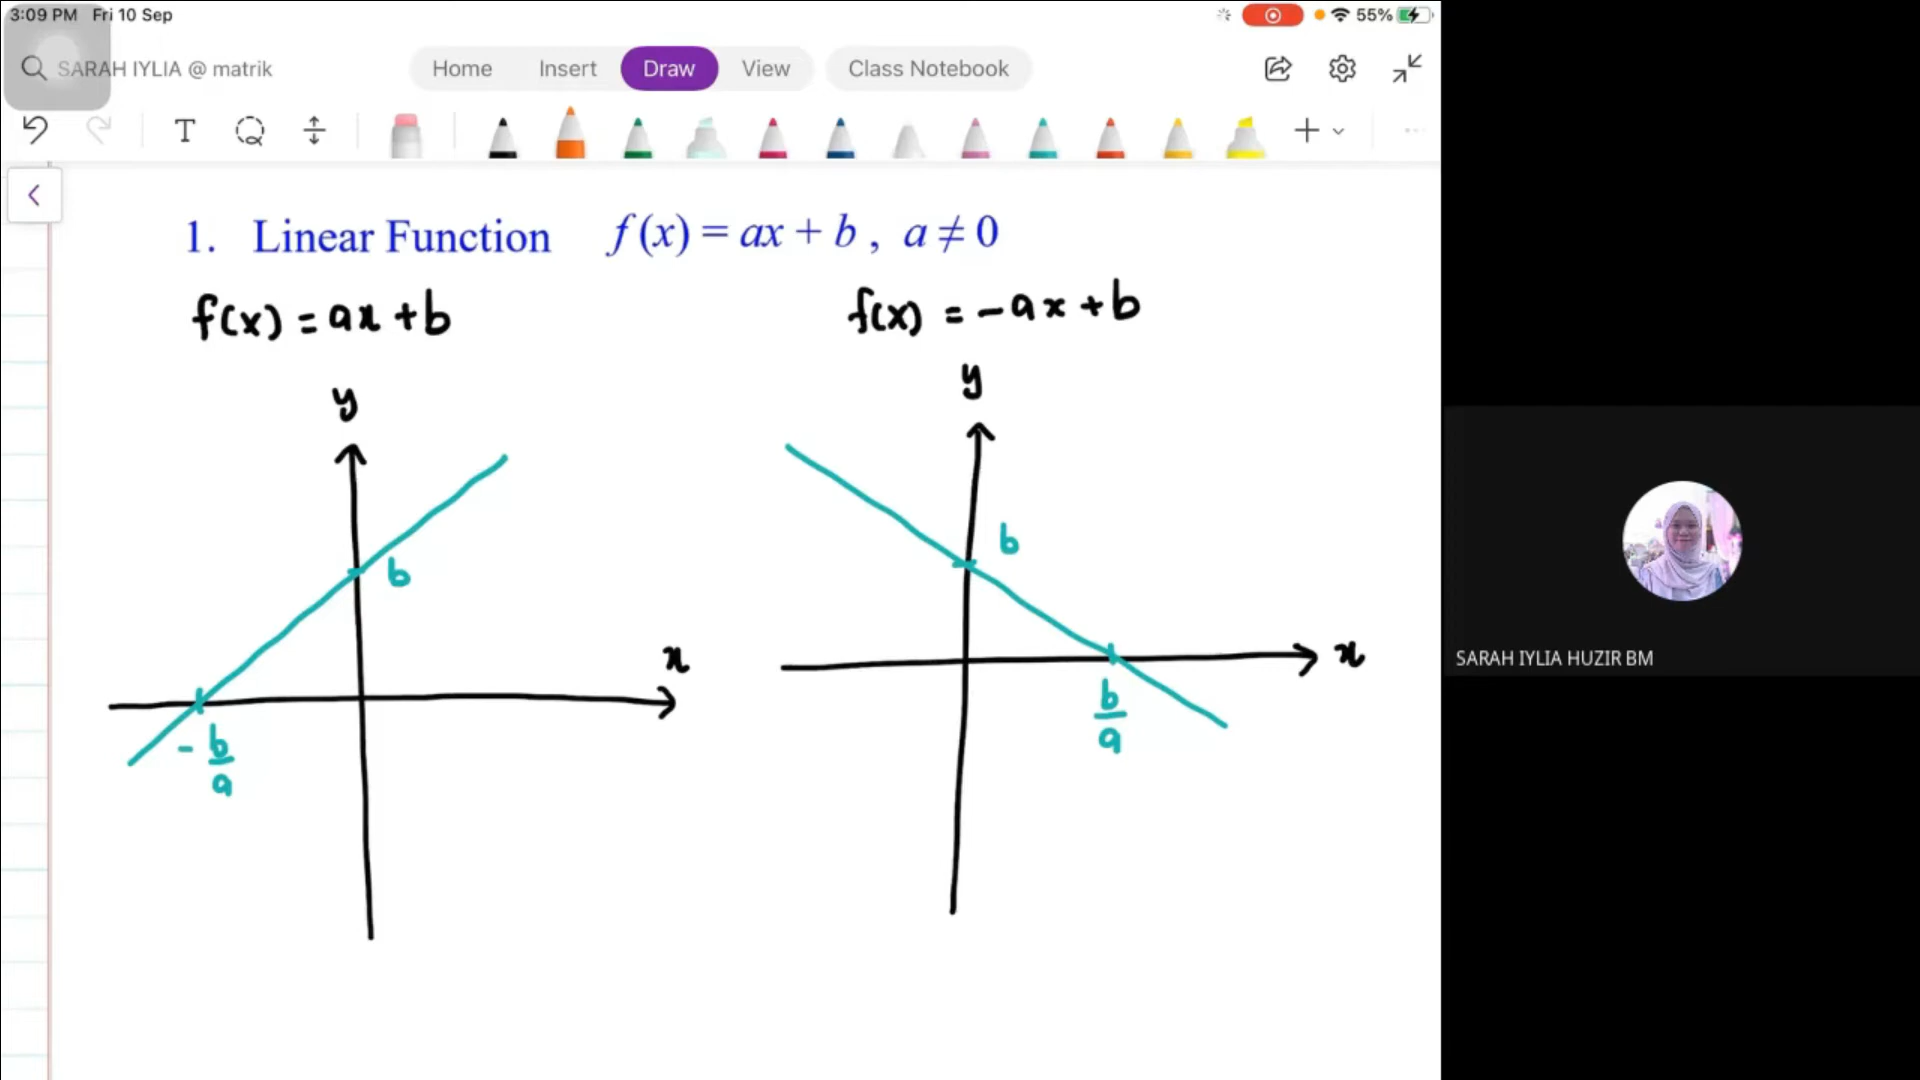 3:09 PM Fri 10 Sep
55%
SARAH IYLIA @ matrik
Home Insert Draw View Class Notebook
T
1. Linear Function f(x) = ax + b , a ≠ 0
f(x) = ax + b
f(x) = -ax + b
y
y
b
b
x
x
- b/a
b/a
SARAH IYLIA HUZIR BM